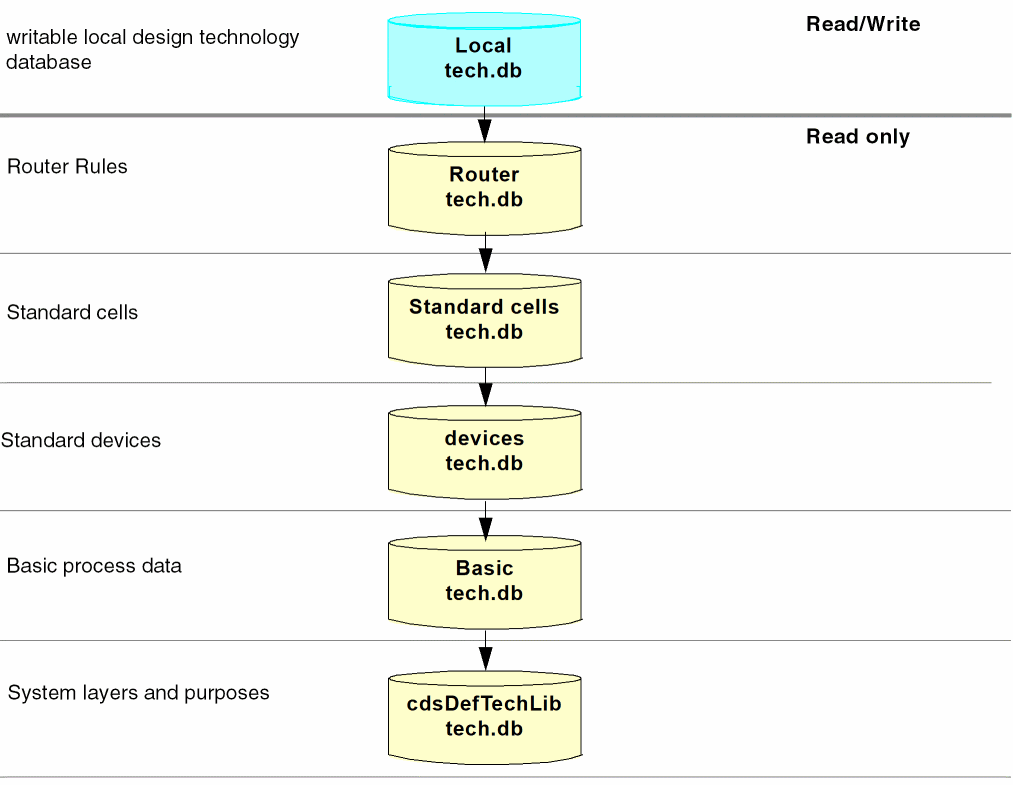 writable local design technology
database
Local
tech.db
Read/Write
Read only
Router Rules
Router
tech.db
Standard cells
Standard cells
tech.db
Standard devices
devices
tech.db
Basic process data
Basic
tech.db
System layers and purposes
cdsDefTechLib
tech.db